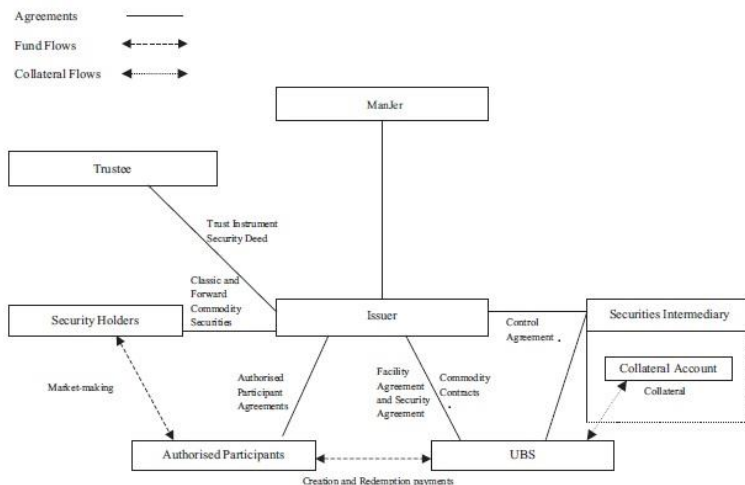 Agreements
Fund Flows
Collateral Flows
ManJer
Trustee
Trust Instrument
Security Deed
Classic and
Forward
Commodity
Securities
Security Holders
Issuer
Securities Intermediary
Control
Agreement
Collateral Account
Collateral
Market-making
Authorised
Participant
Agreements
Facility
Agreement
and Security
Agreement
Commodity
Contracts
Authorised Participants
UBS
Creation and Redemption payments